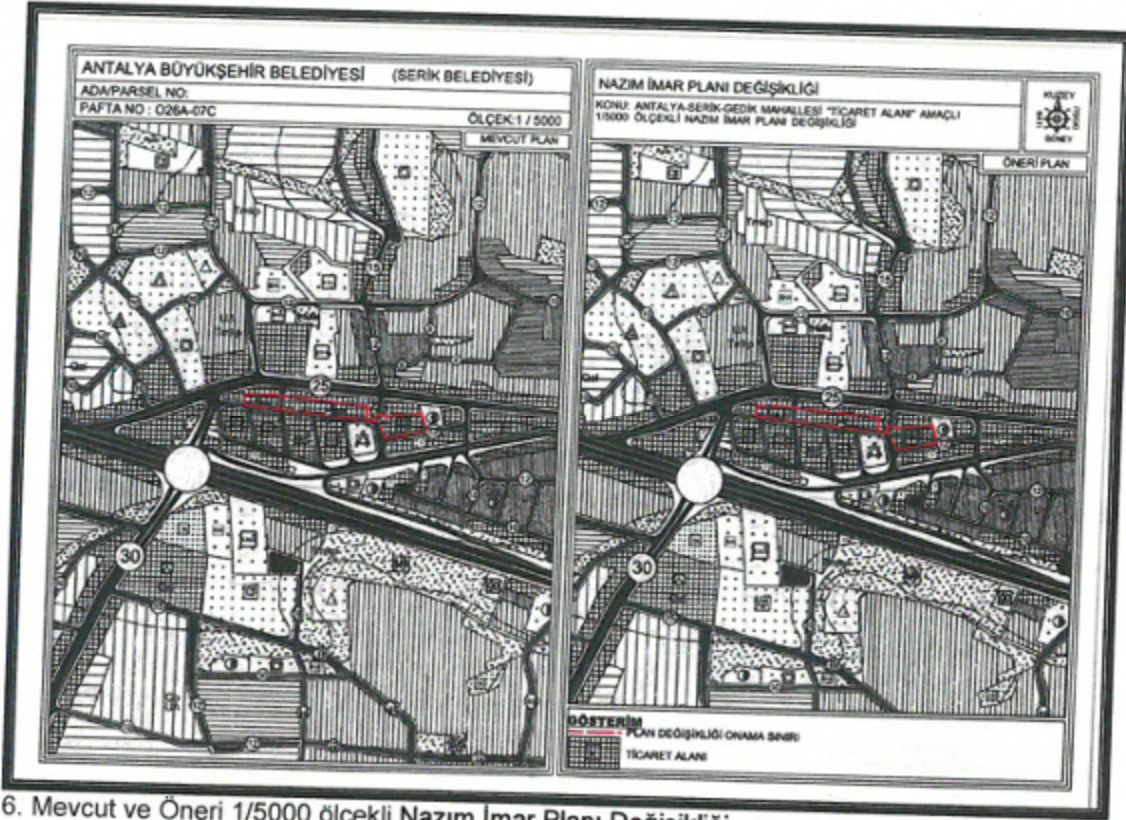 ANTALYA BÜYÜKŞEHİR BELEDİYESİ (SERİK BELEDİYESİ)
ADA/PARSEL NO:
PAFTA NO : O26A-07C
ÖLÇEK:1 / 5000
MEVCUT PLAN
25
30
NAZIM İMAR PLANI DEĞİŞİKLİĞİ
KONU: ANTALYA-SERİK-GEDİK MAHALLESİ "TİCARET ALANI" AMAÇLI
1/5000 ÖLÇEKLİ NAZIM İMAR PLANI DEĞİŞİKLİĞİ
KUZEY
BATI
DOĞU
GÜNEY
ÖNERİ PLAN
25
30
GÖSTERİM
PLAN DEĞİŞİKLİĞİ ONAMA SINIRI
TİCARET ALANI
6. Mevcut ve Öneri 1/5000 ölçekli Nazım İmar Planı Değişikliği